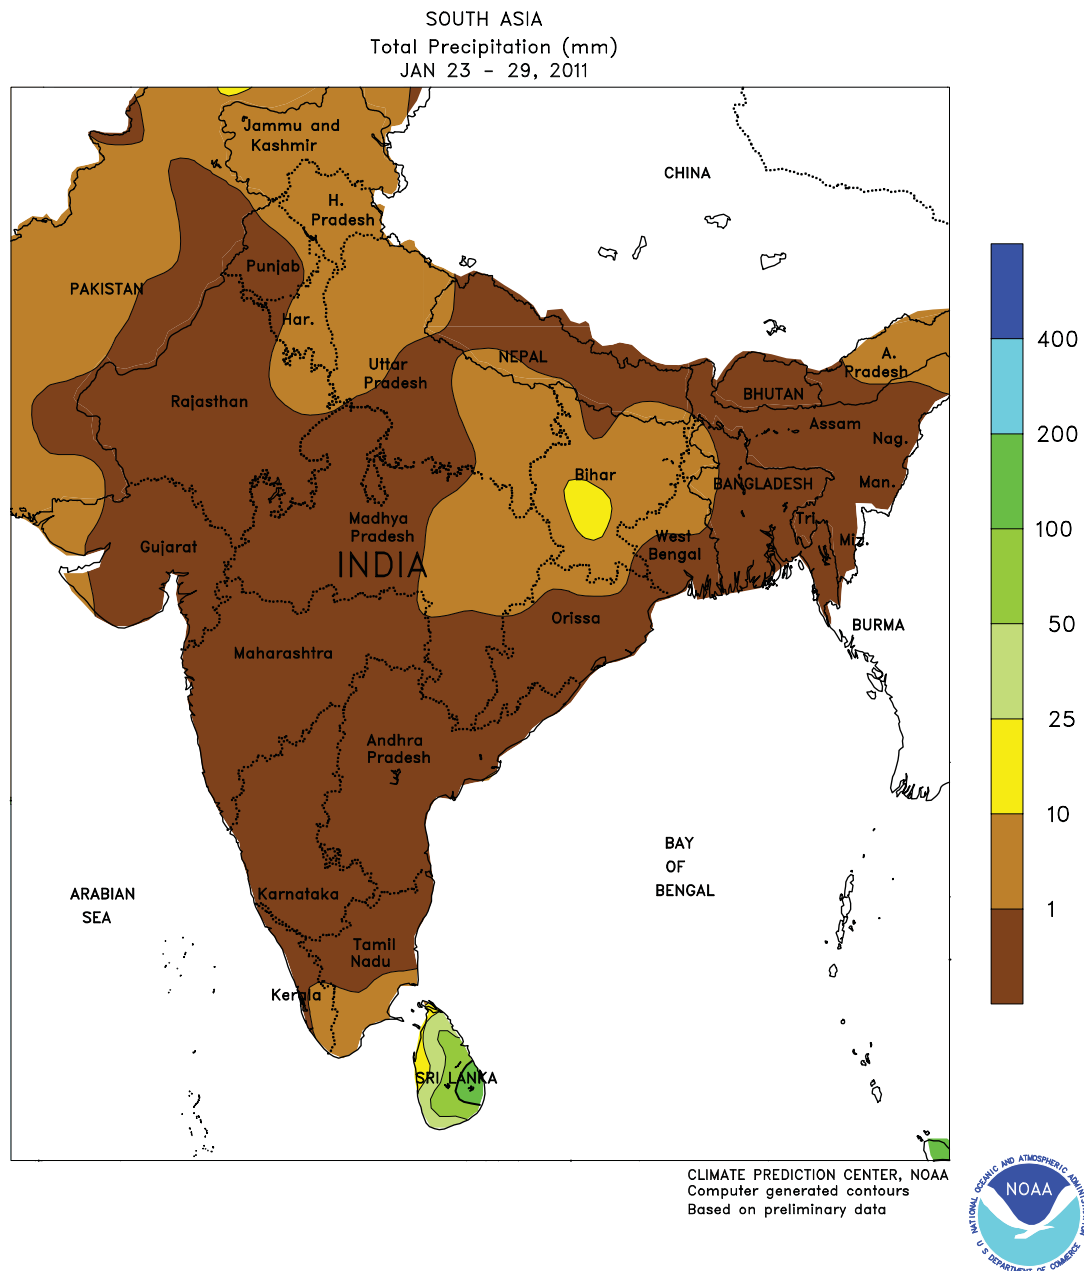 SOUTH ASIA
Total Precipitation (mm)
JAN 23 - 29, 2011
Jammu and
Kashmir
CHINA
H.
Pradesh
Punjab
PAKISTAN
Har.
NEPAL
A.
Pradesh
Uttar
Pradesh
BHUTAN
Rajasthan
Assam
Nag.
Bihar
BANGLADESH
Man.
Madhya
Pradesh
Tri.
West
Bengal
Miz.
Gujarat
INDIA
Orissa
BURMA
Maharashtra
Andhra
Pradesh
BAY
OF
BENGAL
ARABIAN
SEA
Karnataka
Tamil
Nadu
Kerala
SRI LANKA
400
200
100
50
25
10
1
CLIMATE PREDICTION CENTER, NOAA
Computer generated contours
Based on preliminary data
NATIONAL OCEANIC AND ATMOSPHERIC ADMINISTRATION
NOAA
U S DEPARTMENT OF COMMERCE